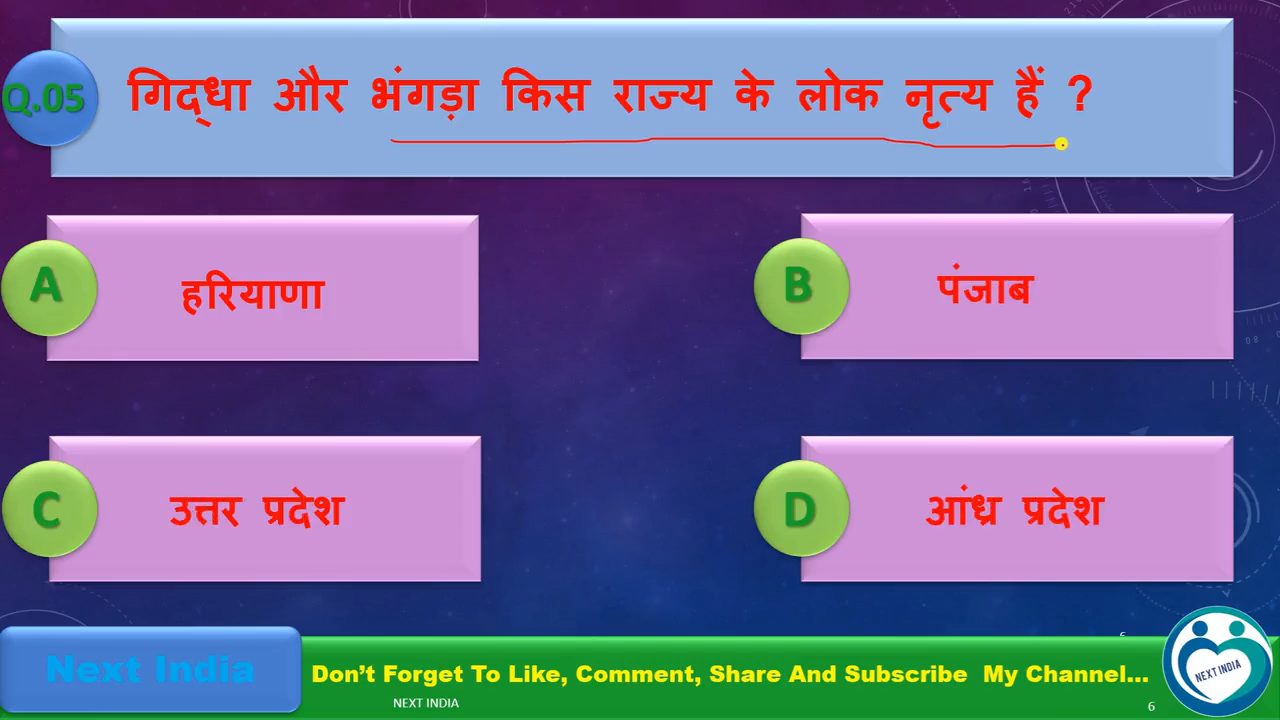 Q.05
गिद्धा और भंगड़ा किस राज्य के लोक नृत्य हैं ?
A
हरियाणा
B
पंजाब
C
उत्तर प्रदेश
D
आंध्र प्रदेश
Next India
Don’t Forget To Like, Comment, Share And Subscribe My Channel...
NEXT INDIA
6
NEXT INDIA